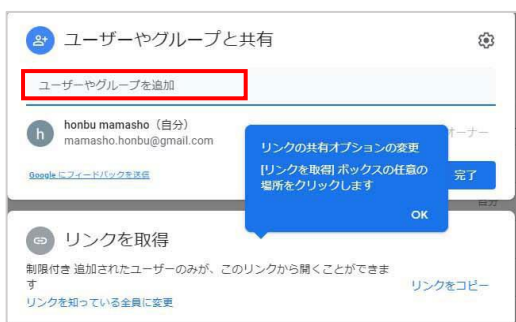 ユーザーやグループと共有
ユーザーやグループを追加
honbu mamasho（自分）
mamasho.honbu@gmail.com
オーナー
Google にフィードバックを送信
完了
リンクの共有オプションの変更
[リンクを取得] ボックスの任意の
場所をクリックします
OK
自分
リンクを取得
制限付き 追加されたユーザーのみが、このリンクから開くことができま
す
リンクをコピー
リンクを知っている全員に変更